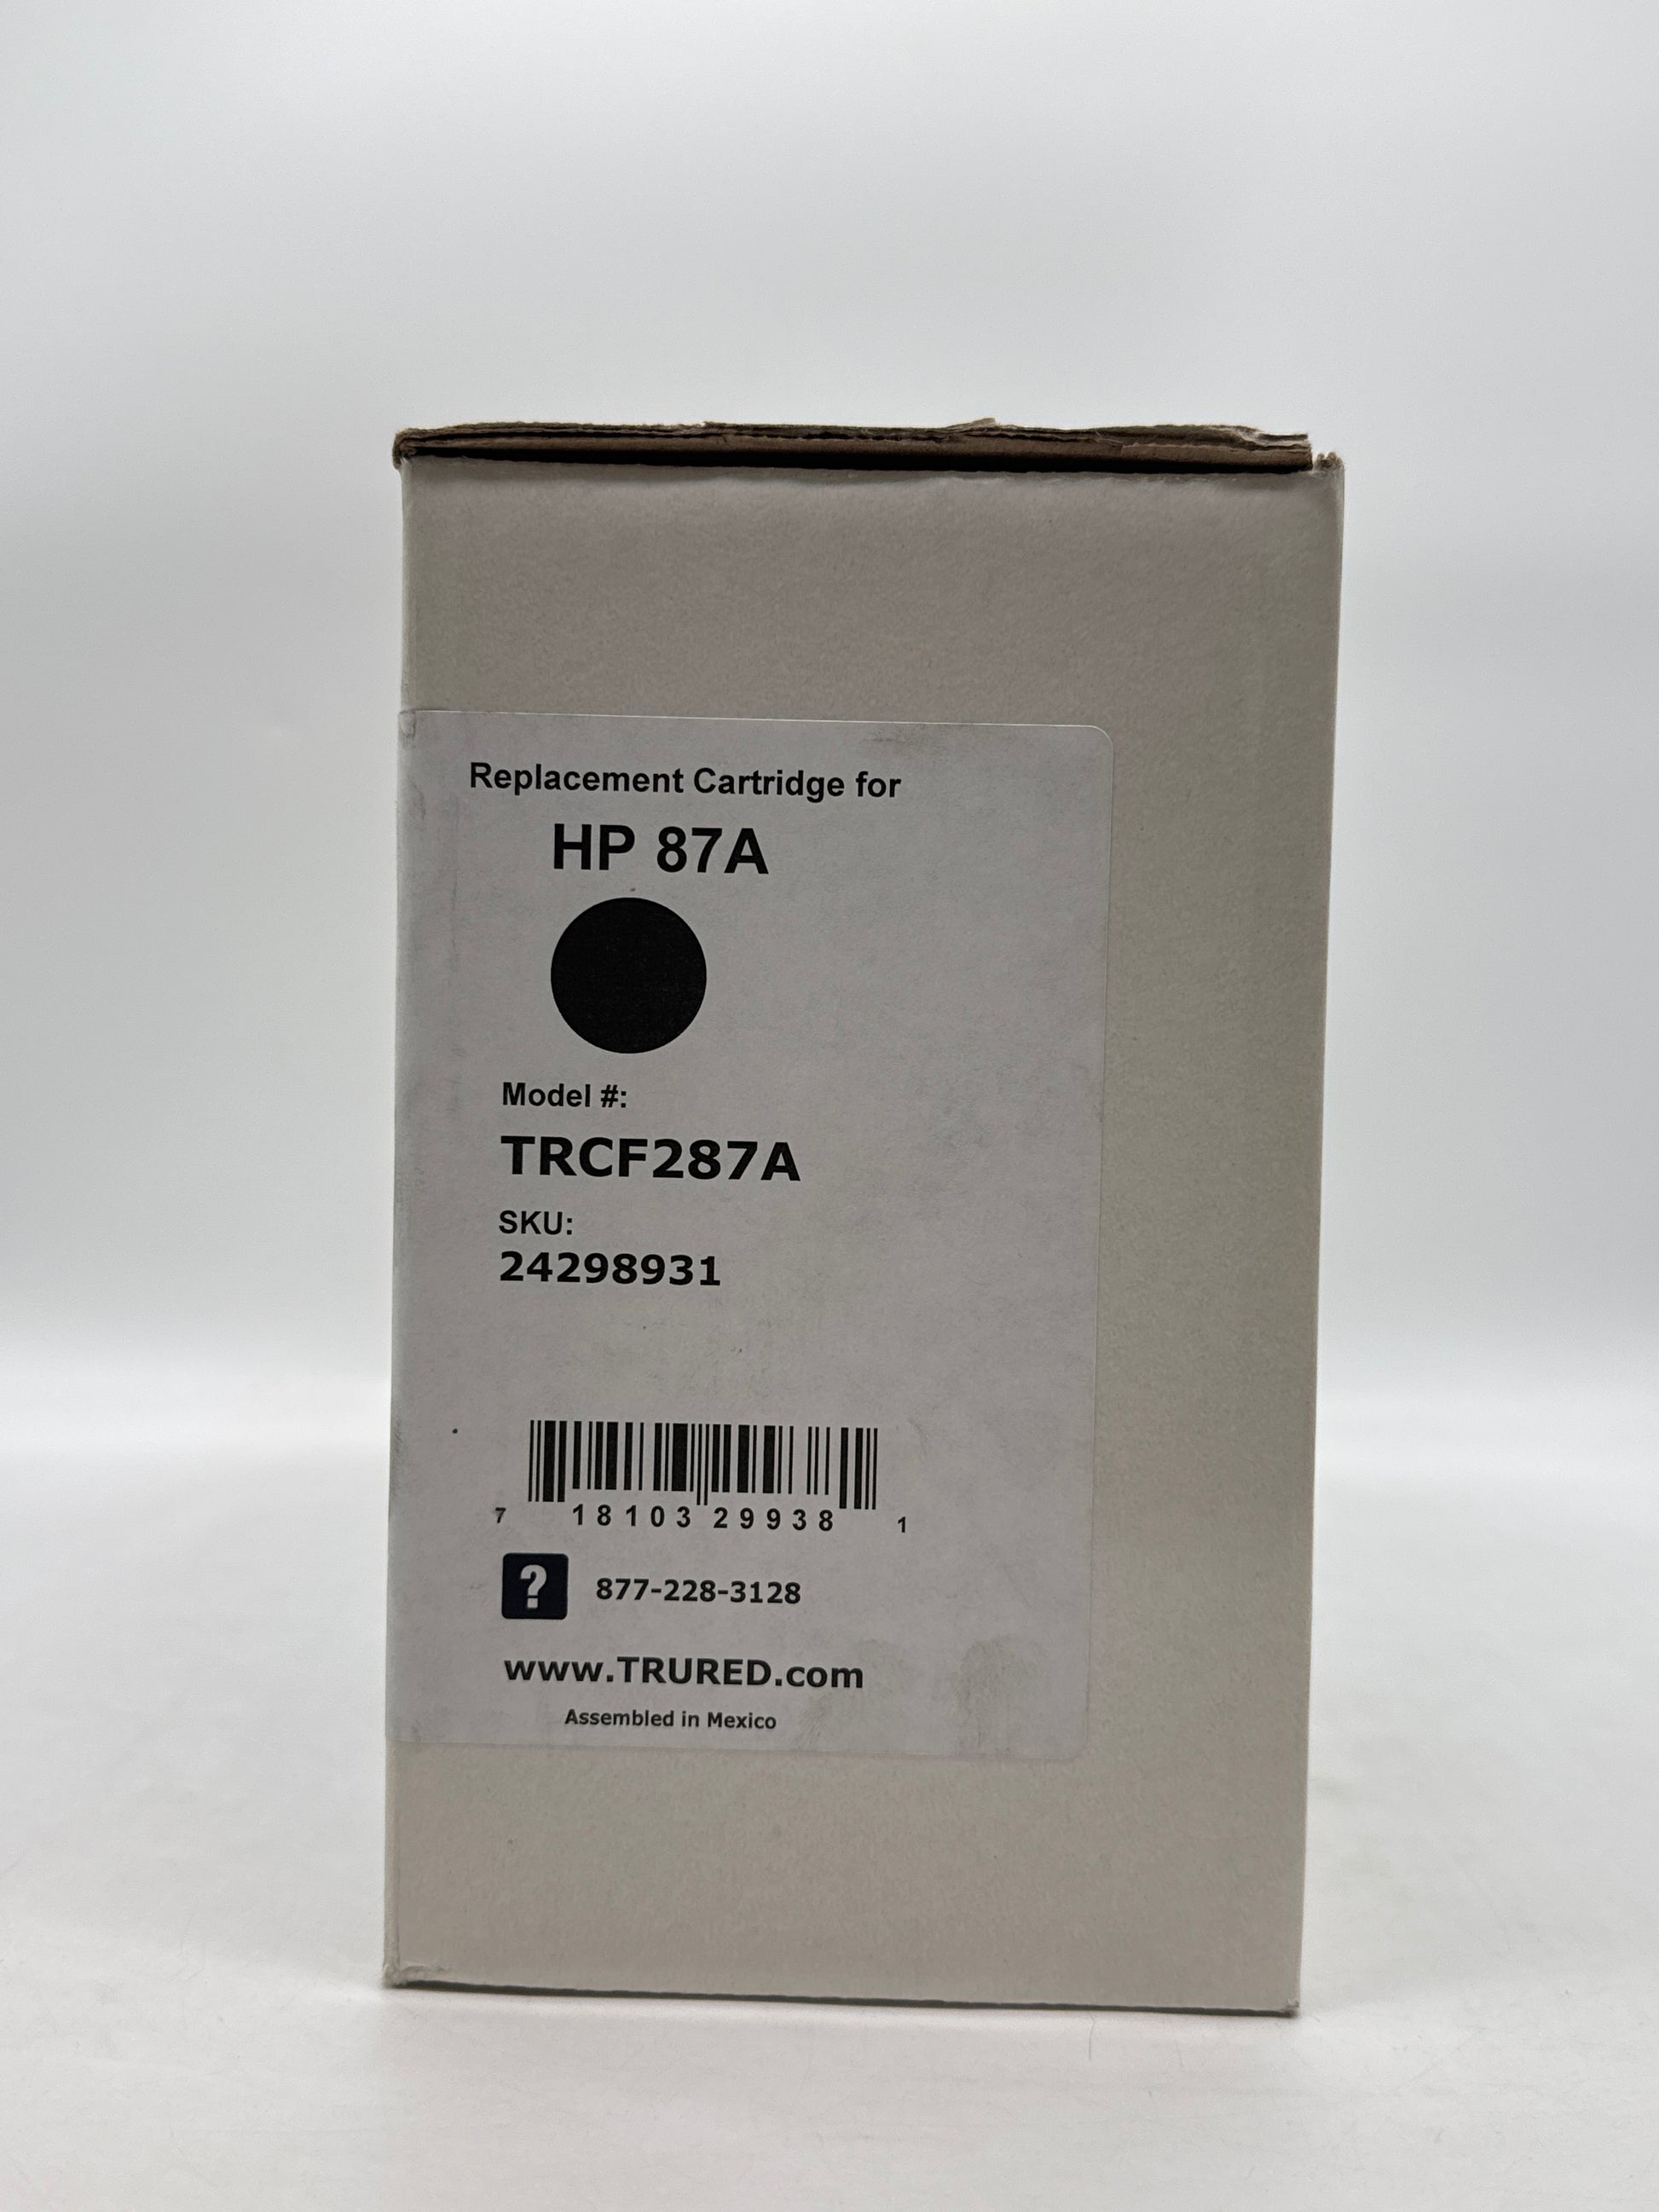 Replacement Cartridge for
HP 87A
Model #:
TRCF287A
SKU:
24298931
7 18103 29938 1
? 877-228-3128
www.TRURED.com
Assembled in Mexico